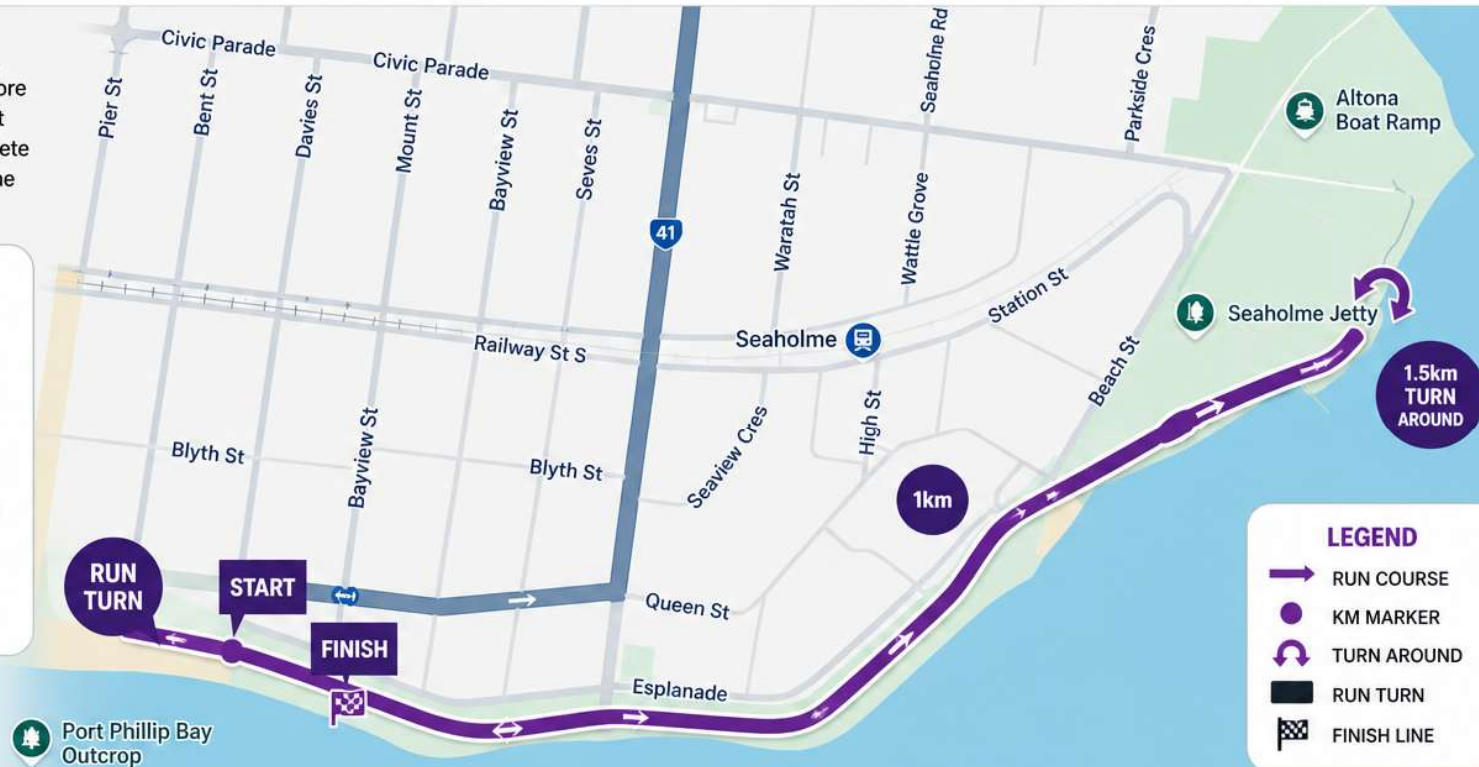 ore
t
ete
ne
Civic Parade
Civic Parade
Pier St
Bent St
Davies St
Mount St
Bayview St
Seves St
41
Waratah St
Seaholne Rd
Wattle Grove
Parkside Cres
Altona
Boat Ramp
Railway St S
Seaholme
Station St
Seaholme Jetty
Beach St
1.5km
TURN
AROUND
Blyth St
Bayview St
Blyth St
Seaview Cres
High St
1km
RUN
TURN
START
FINISH
Queen St
Esplanade
Port Phillip Bay
Outcrop
LEGEND
RUN COURSE
KM MARKER
TURN AROUND
RUN TURN
FINISH LINE